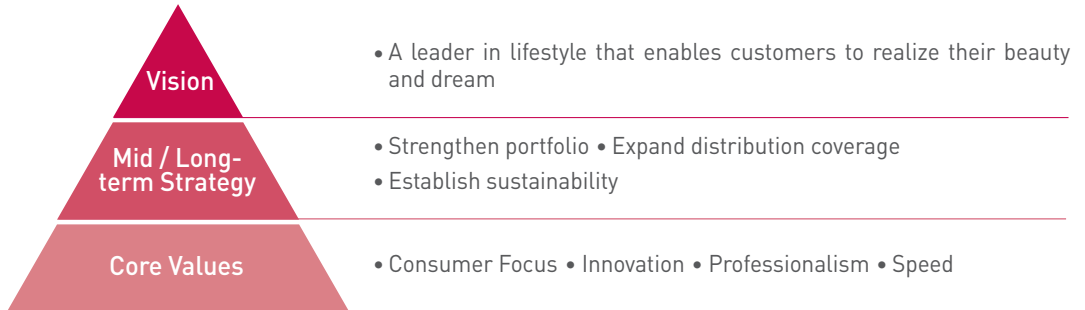 Vision
• A leader in lifestyle that enables customers to realize their beauty
and dream
Mid / Long-
term Strategy
• Strengthen portfolio • Expand distribution coverage
• Establish sustainability
Core Values
• Consumer Focus • Innovation • Professionalism • Speed